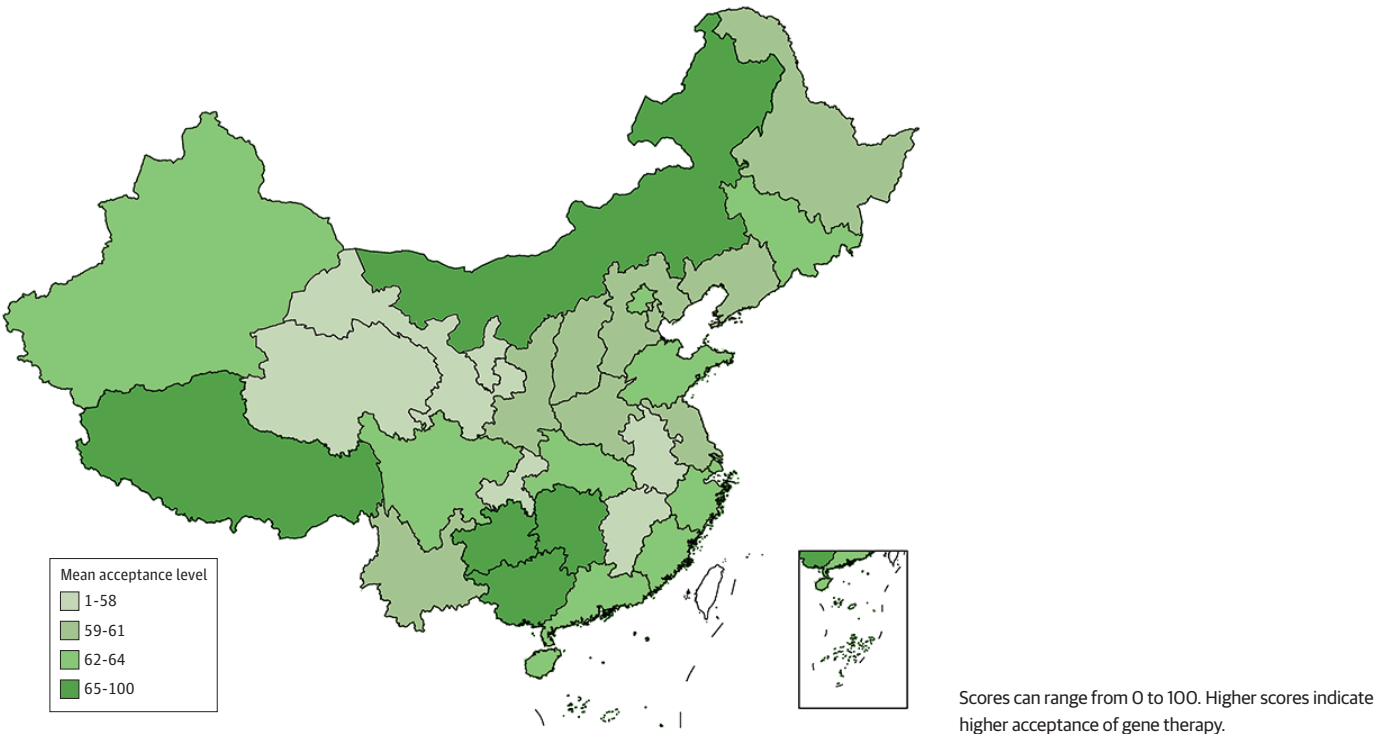 Mean acceptance level
1-58
59-61
62-64
65-100
Scores can range from 0 to 100. Higher scores indicate
higher acceptance of gene therapy.